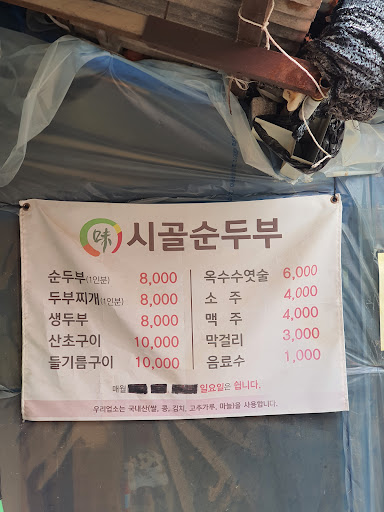 味 시골순두부
순두부(1인분) 8,000
두부찌개(1인분) 8,000
생두부 8,000
산초구이 10,000
들기름구이 10,000
옥수수엿술 6,000
소 주 4,000
맥 주 4,000
막걸리 3,000
음료수 1,000
매월 일요일은 쉽니다.
우리업소는 국내산(쌀, 콩, 김치, 고추가루, 마늘)을 사용합니다.